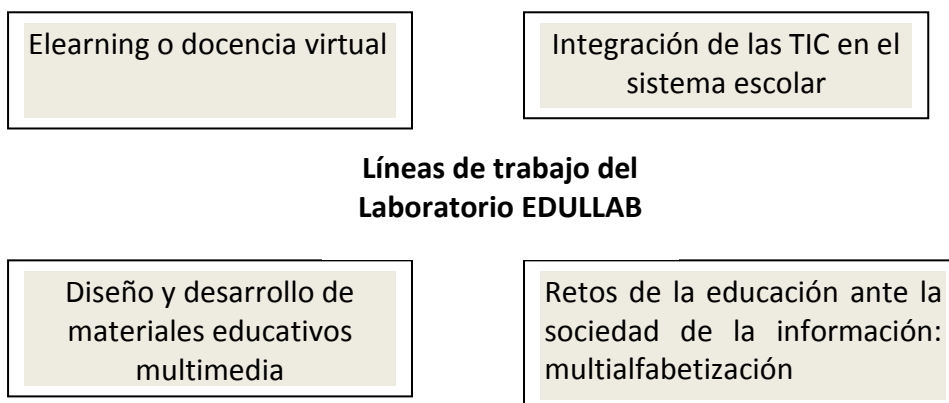 Elearning o docencia virtual
Integración de las TIC en el
sistema escolar
Líneas de trabajo del
Laboratorio EDULLAB
Diseño y desarrollo de
materiales educativos
multimedia
Retos de la educación ante la
sociedad de la información:
multialfabetización